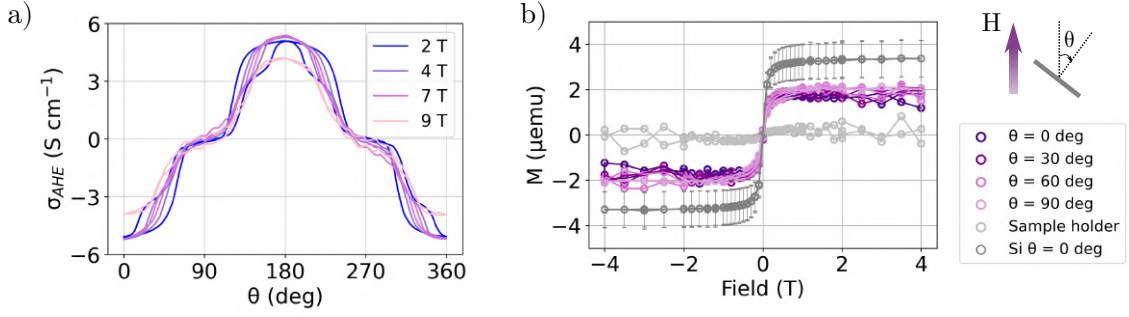 a)
σ_AHE (S cm⁻¹)
6
3
0
−3
−6
0
90
180
270
360
θ (deg)
2 T
4 T
7 T
9 T
b)
M (μemu)
4
2
0
−2
−4
−4
−2
0
2
4
Field (T)
H
θ
θ = 0 deg
θ = 30 deg
θ = 60 deg
θ = 90 deg
Sample holder
Si θ = 0 deg